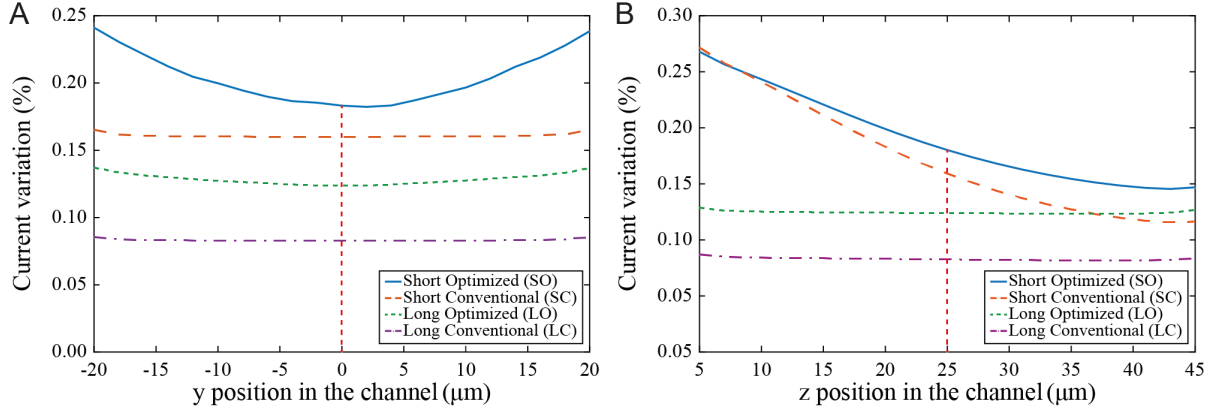 A
0.25
0.20
0.15
0.10
0.05
0.00
Current variation (%)
-20 -15 -10 -5 0 5 10 15 20
y position in the channel (μm)
Short Optimized (SO)
Short Conventional (SC)
Long Optimized (LO)
Long Conventional (LC)
B
0.30
0.25
0.20
0.15
0.10
0.05
0.05
Current variation (%)
5 10 15 20 25 30 35 40 45
z position in the channel (μm)
Short Optimized (SO)
Short Conventional (SC)
Long Optimized (LO)
Long Conventional (LC)